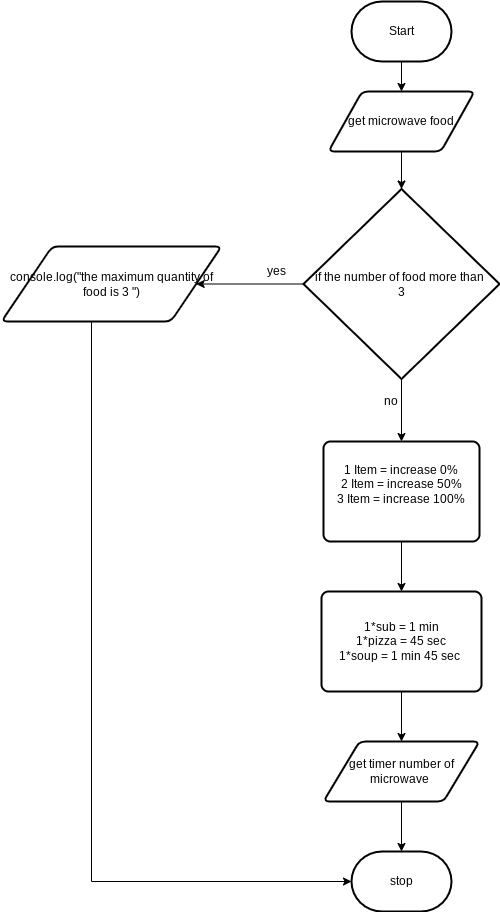 Start
get microwave food
if the number of food more than
3
yes
console.log("the maximum quantity of
food is 3 ")
no
1 Item = increase 0%
2 Item = increase 50%
3 Item = increase 100%
1*sub = 1 min
1*pizza = 45 sec
1*soup = 1 min 45 sec
get timer number of
microwave
stop